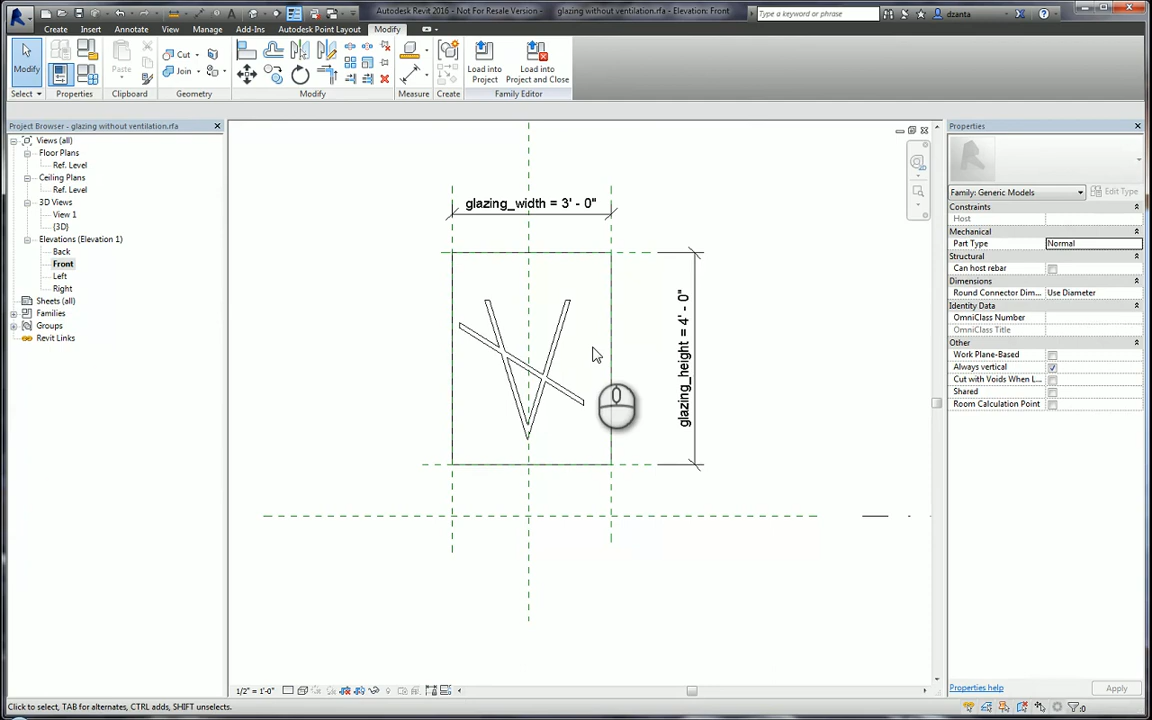 Autodesk Revit 2016 - Not For Resale Version - glazing without ventilation.rfa - Elevation: Front
Type a keyword or phrase
dzanta
Create Insert Annotate View Manage Add-Ins Autodesk Point Layout Modify
Modify
Paste
Cut
Join
Load into
Project
Load into
Project and Close
Select Properties Clipboard Geometry Modify Measure Create Family Editor
Project Browser - glazing without ventilation.rfa
Views (all)
Floor Plans
Ref. Level
Ceiling Plans
Ref. Level
3D Views
View 1
{3D}
Elevations (Elevation 1)
Back
Front
Left
Right
Sheets (all)
Families
Groups
Revit Links
glazing_width = 3' - 0"
glazing_height = 4' - 0"
Properties
Family: Generic Models
Edit Type
Constraints
Host
Mechanical
Part Type Normal
Structural
Can host rebar
Dimensions
Round Connector Dim... Use Diameter
Identity Data
OmniClass Number
OmniClass Title
Other
Work Plane-Based
Always vertical
Cut with Voids When L...
Shared
Room Calculation Point
Properties help
Apply
1/2" = 1'-0"
Click to select, TAB for alternates, CTRL adds, SHIFT unselects.
:0